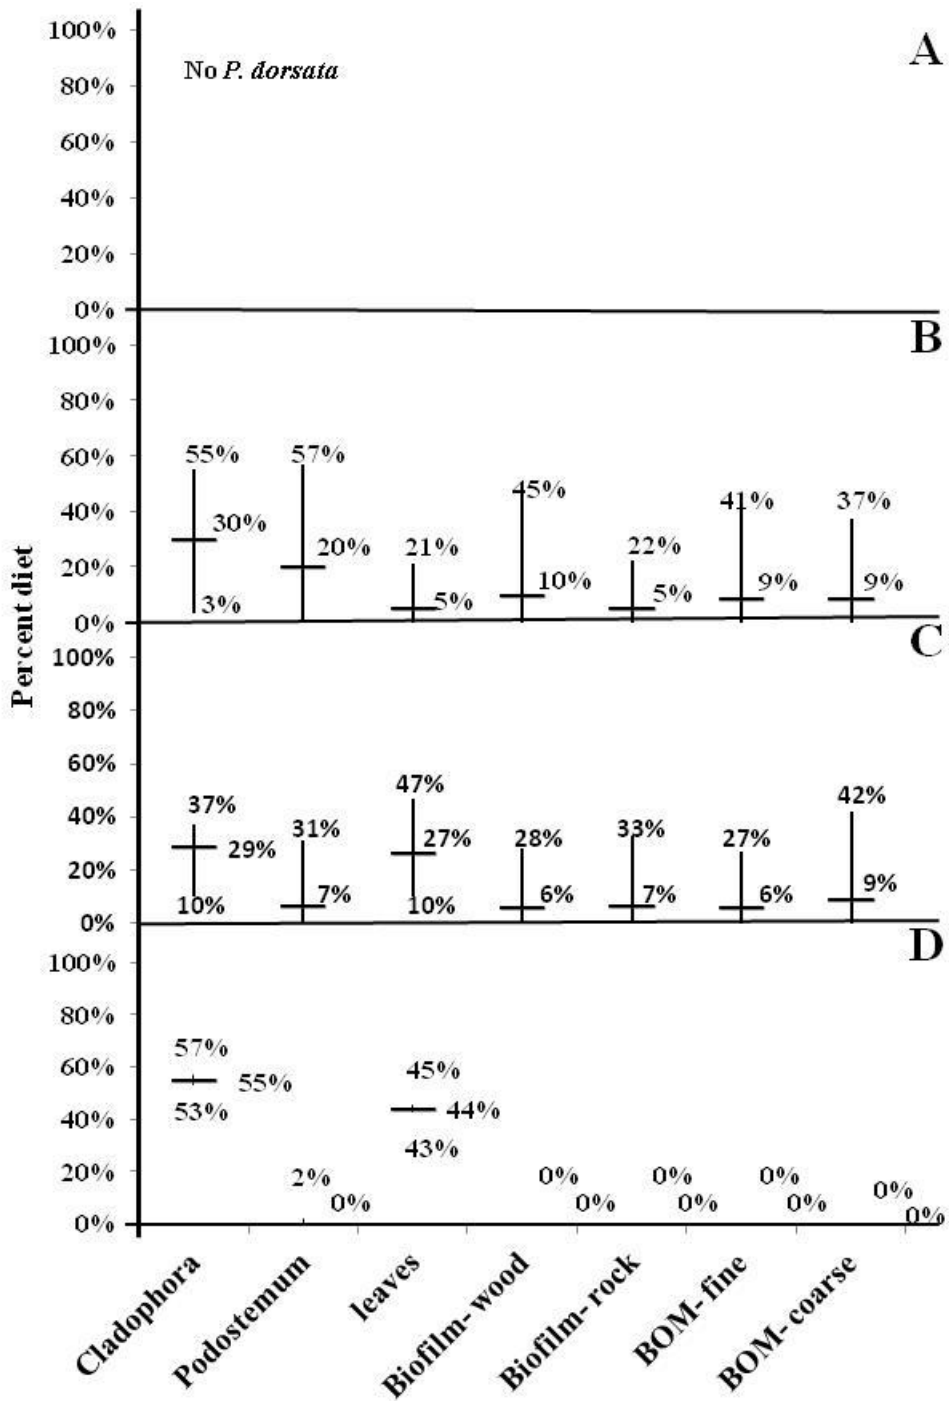 100%
A
No P. dorsata
80%
60%
40%
20%
0%
B
100%
80%
60%
55% 57%
45% 41% 37%
40%
30%
20% 21% 22%
20%
10% 9% 9%
5% 5%
3%
0%
C
100%
80%
60%
47% 42%
40%
37% 31% 28% 33% 27%
29% 27%
20%
10% 7% 10% 6% 7% 6% 9%
0%
D
100%
80%
57%
60%
45%
55% 44%
53%
40%
43%
20%
2% 0% 0% 0% 0%
0% 0% 0% 0% 0%
0%
Percent diet
Cladophora
Podostemum
leaves
Biofilm- wood
Biofilm- rock
BOM- fine
BOM- coarse